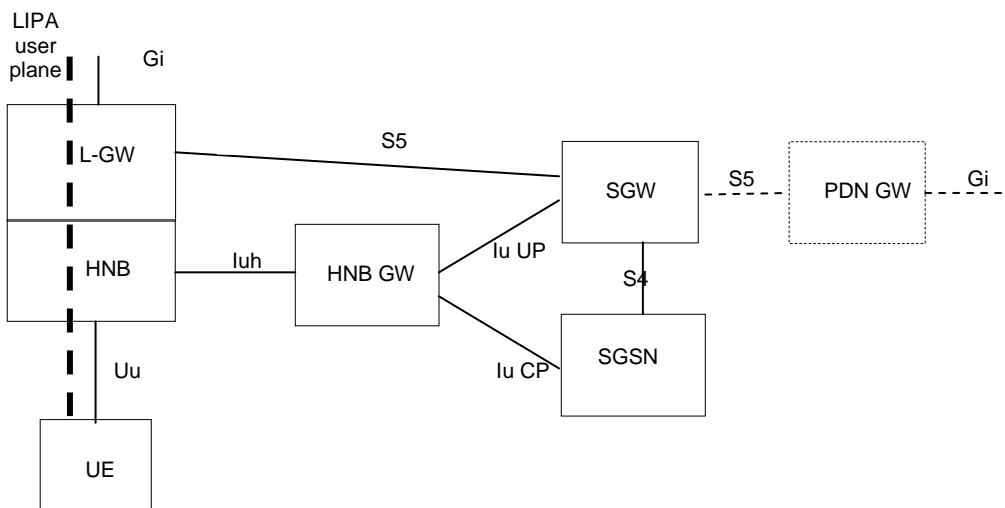 LIPA
user
plane
Gi
L-GW
S5
SGW
S5
PDN GW
Gi
HNB
Iuh
HNB GW
Iu UP
S4
Iu CP
SGSN
Uu
UE